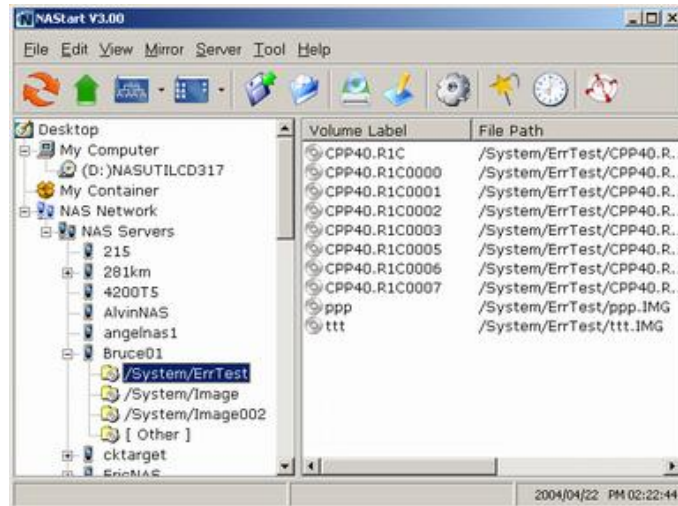 NAStart V3.00
File Edit View Mirror Server Tool Help
Desktop
My Computer
(D:)NASUTILCD317
My Container
NAS Network
NAS Servers
215
281km
4200TS
AlvinNAS
angelnas1
Bruce01
/System/ErrTest
/System/Image
/System/Image002
[ Other ]
cktarget
EricNAS
Volume Label File Path
CPP40.R1C /System/ErrTest/CPP40.R..
CPP40.R1C0000 /System/ErrTest/CPP40.R..
CPP40.R1C0001 /System/ErrTest/CPP40.R..
CPP40.R1C0002 /System/ErrTest/CPP40.R..
CPP40.R1C0003 /System/ErrTest/CPP40.R..
CPP40.R1C0005 /System/ErrTest/CPP40.R..
CPP40.R1C0006 /System/ErrTest/CPP40.R..
CPP40.R1C0007 /System/ErrTest/CPP40.R..
ppp /System/ErrTest/ppp.IMG
ttt /System/ErrTest/ttt.IMG
2004/04/22 PM 02:22:44